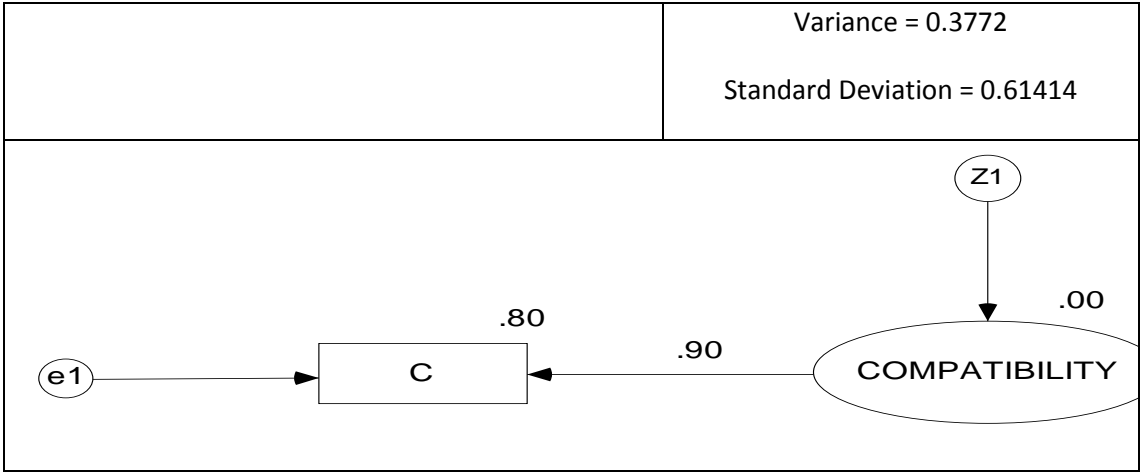 Variance = 0.3772
Standard Deviation = 0.61414
Z1
.00
.80
.90
e1
C
COMPATIBILITY